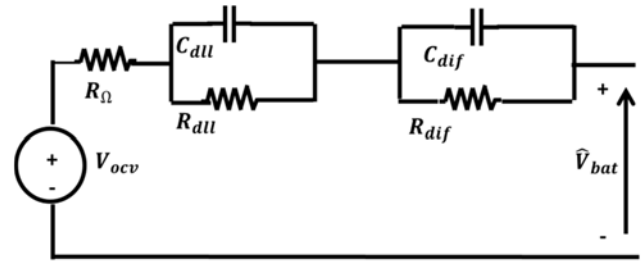 C_dll
C_dif
R_Ω
R_dll
R_dif
+
+
V_ocv
-
V̂_bat
-